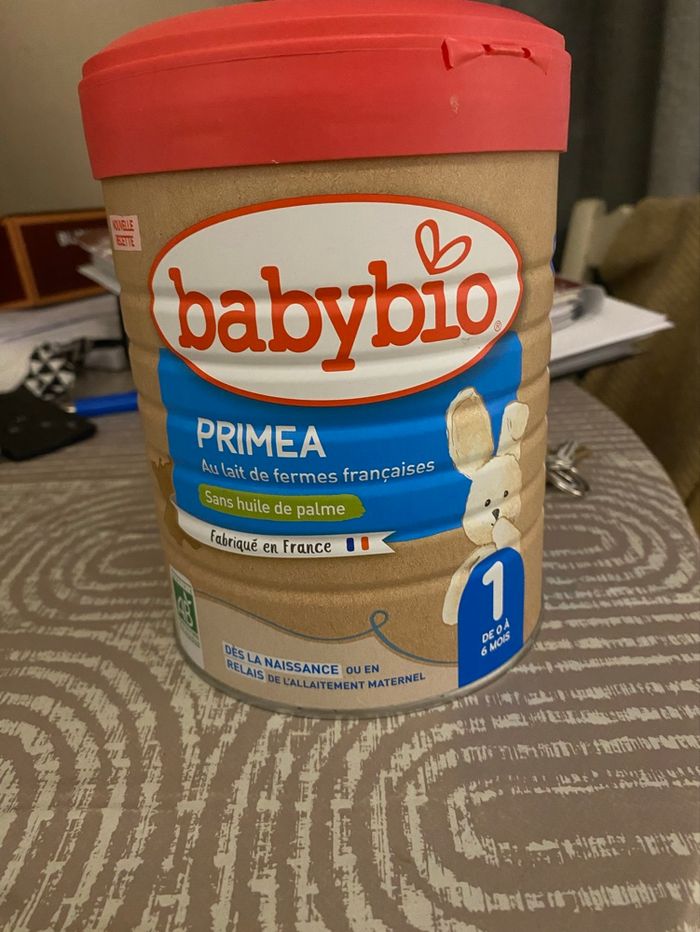 NOUVELLE
RECETTE
babybio
PRIMEA
Au lait de fermes françaises
Sans huile de palme
Fabriqué en France
AB
1
DE 0 À
6 MOIS
DÈS LA NAISSANCE OU EN
RELAIS DE L'ALLAITEMENT MATERNEL